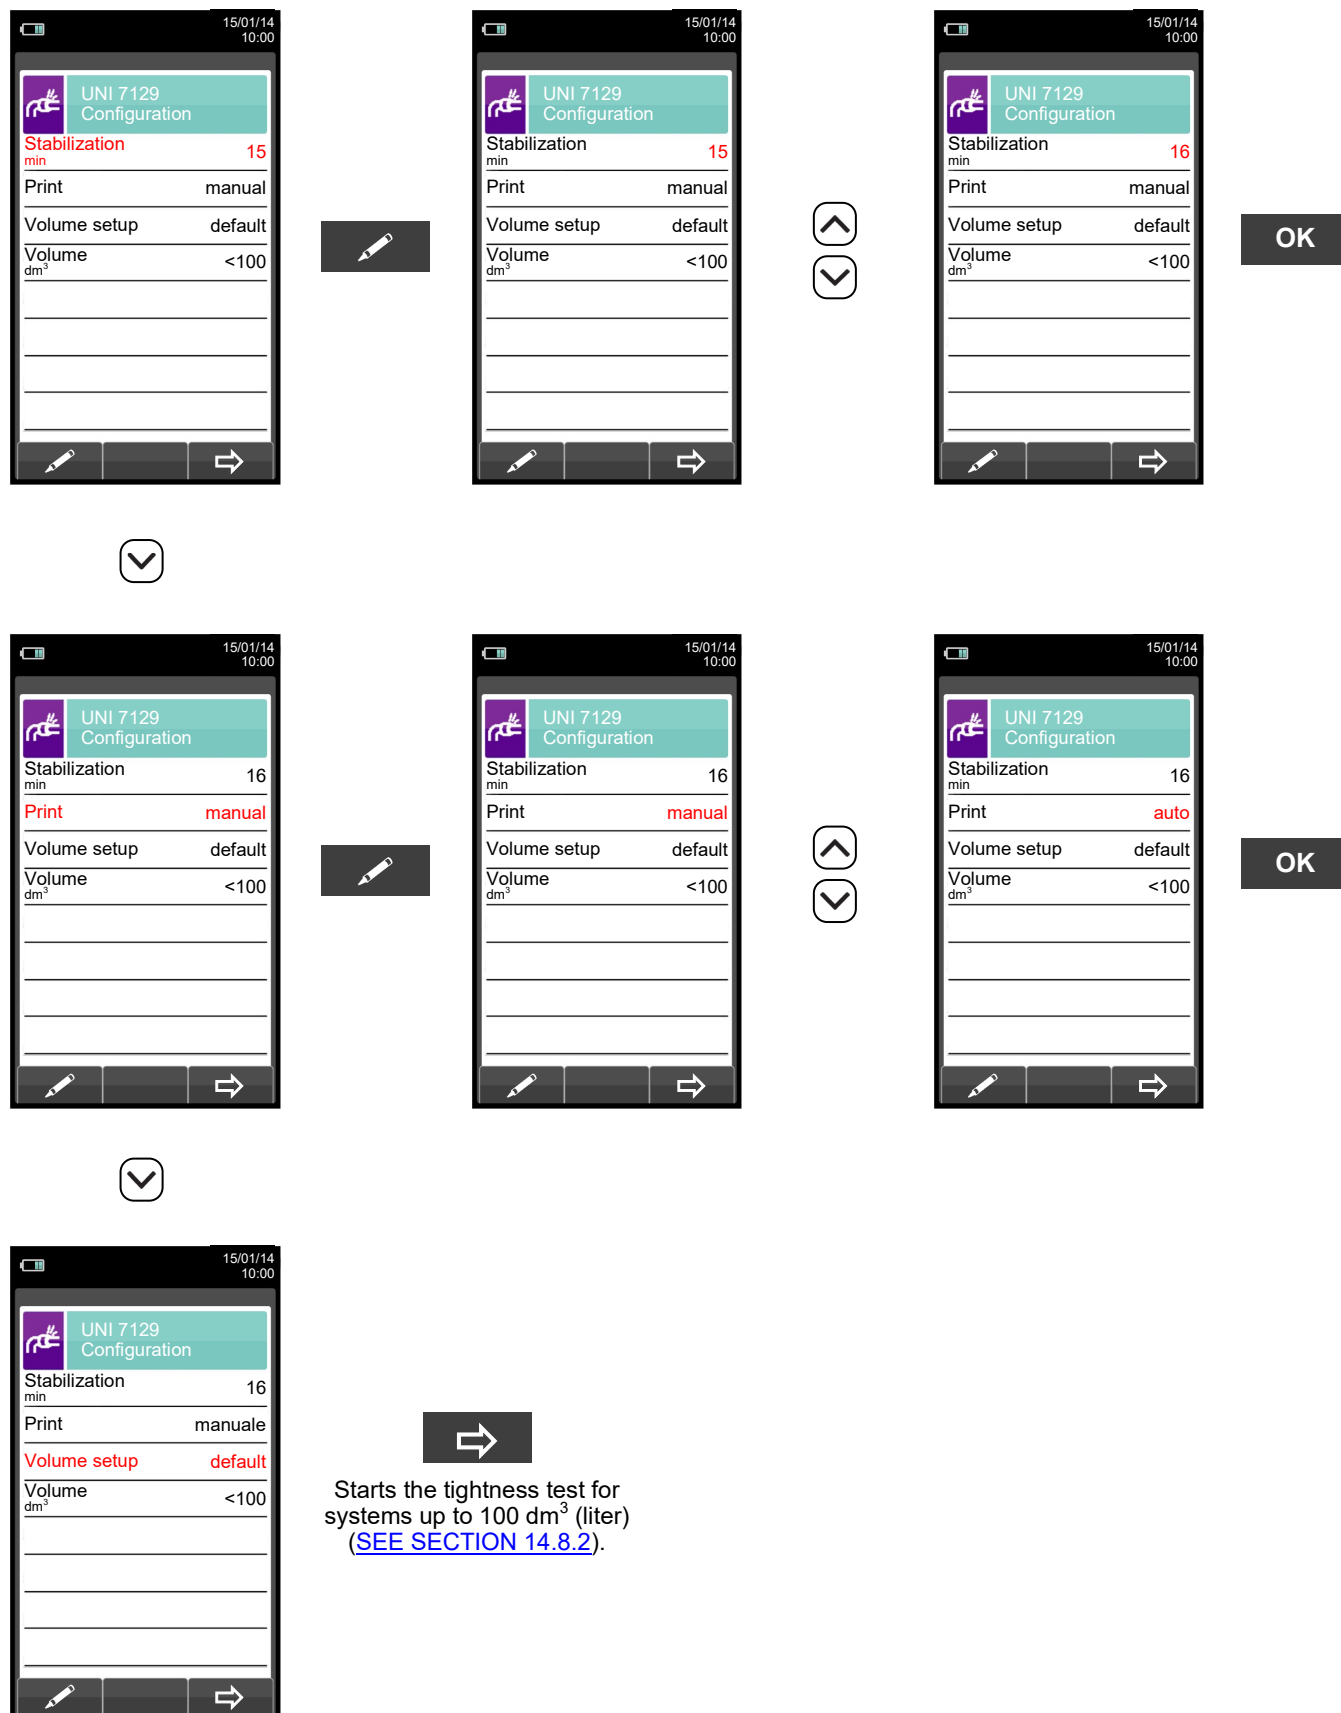 15/01/14
10:00
UNI 7129
Configuration
Stabilization
min
15
Print manual
Volume setup default
Volume
dm³
<100
15/01/14
10:00
UNI 7129
Configuration
Stabilization
min
15
Print manual
Volume setup default
Volume
dm³
<100
15/01/14
10:00
UNI 7129
Configuration
Stabilization
min
16
Print manual
Volume setup default
Volume
dm³
<100
OK
15/01/14
10:00
UNI 7129
Configuration
Stabilization
min
16
Print manual
Volume setup default
Volume
dm³
<100
15/01/14
10:00
UNI 7129
Configuration
Stabilization
min
16
Print manual
Volume setup default
Volume
dm³
<100
15/01/14
10:00
UNI 7129
Configuration
Stabilization
min
16
Print auto
Volume setup default
Volume
dm³
<100
OK
15/01/14
10:00
UNI 7129
Configuration
Stabilization
min
16
Print manuale
Volume setup default
Volume
dm³
<100
Starts the tightness test for
systems up to 100 dm³ (liter)
(SEE SECTION 14.8.2).